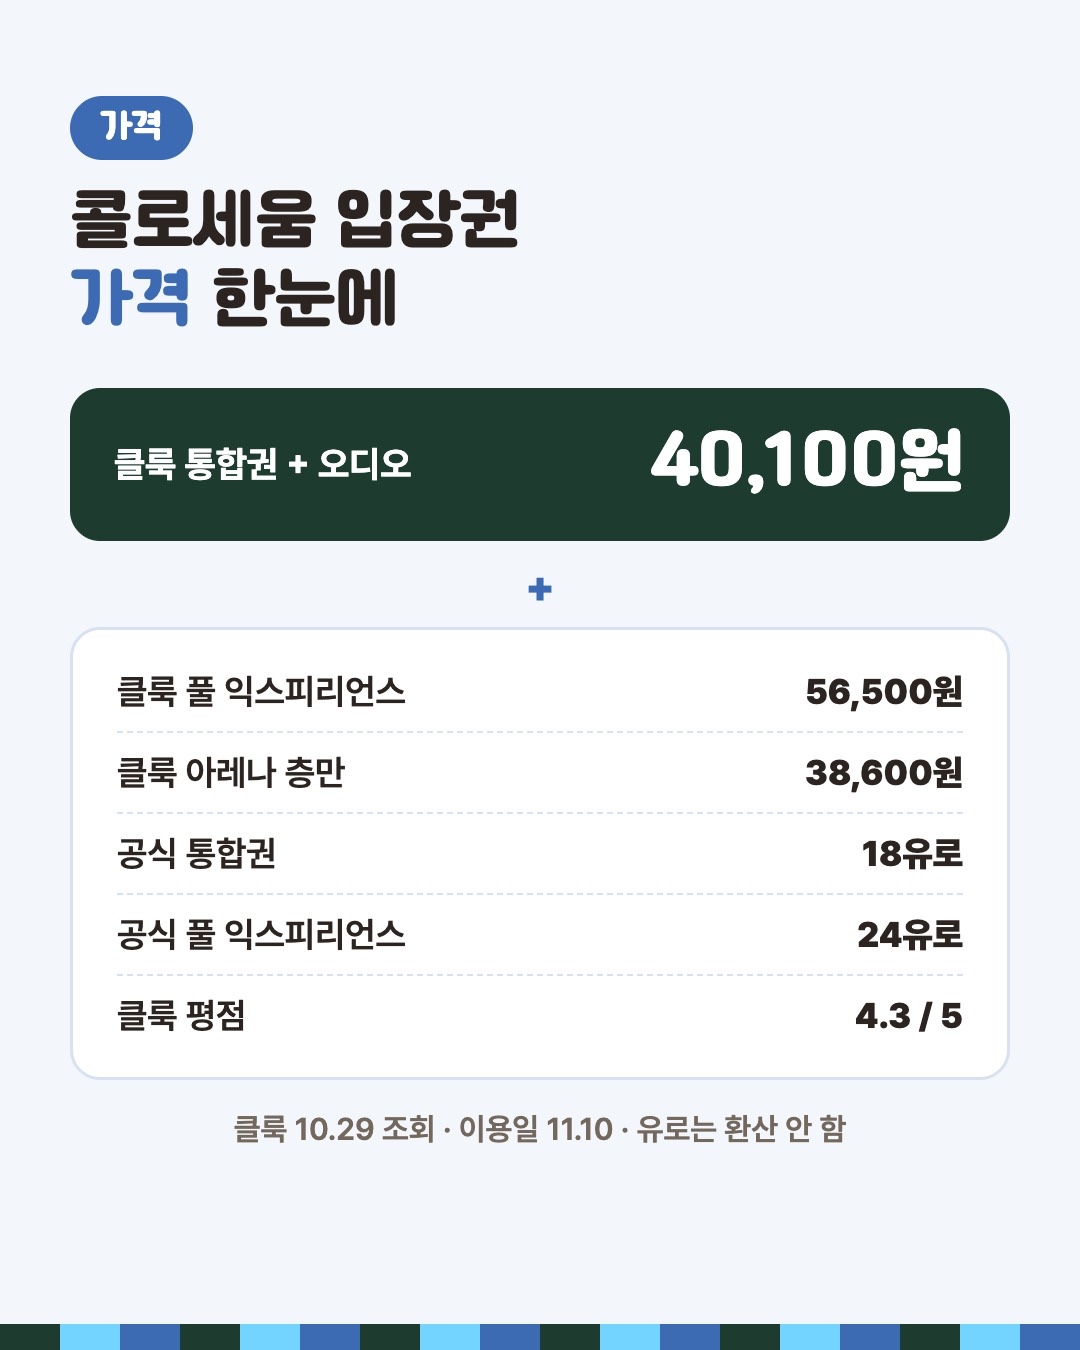 가격
콜로세움 입장권
가격 한눈에
클룩 통합권 + 오디오 40,100원
+
클룩 풀 익스피리언스 56,500원
클룩 아레나 층만 38,600원
공식 통합권 18유로
공식 풀 익스피리언스 24유로
클룩 평점 4.3 / 5
클룩 10.29 조회 · 이용일 11.10 · 유로는 환산 안 함